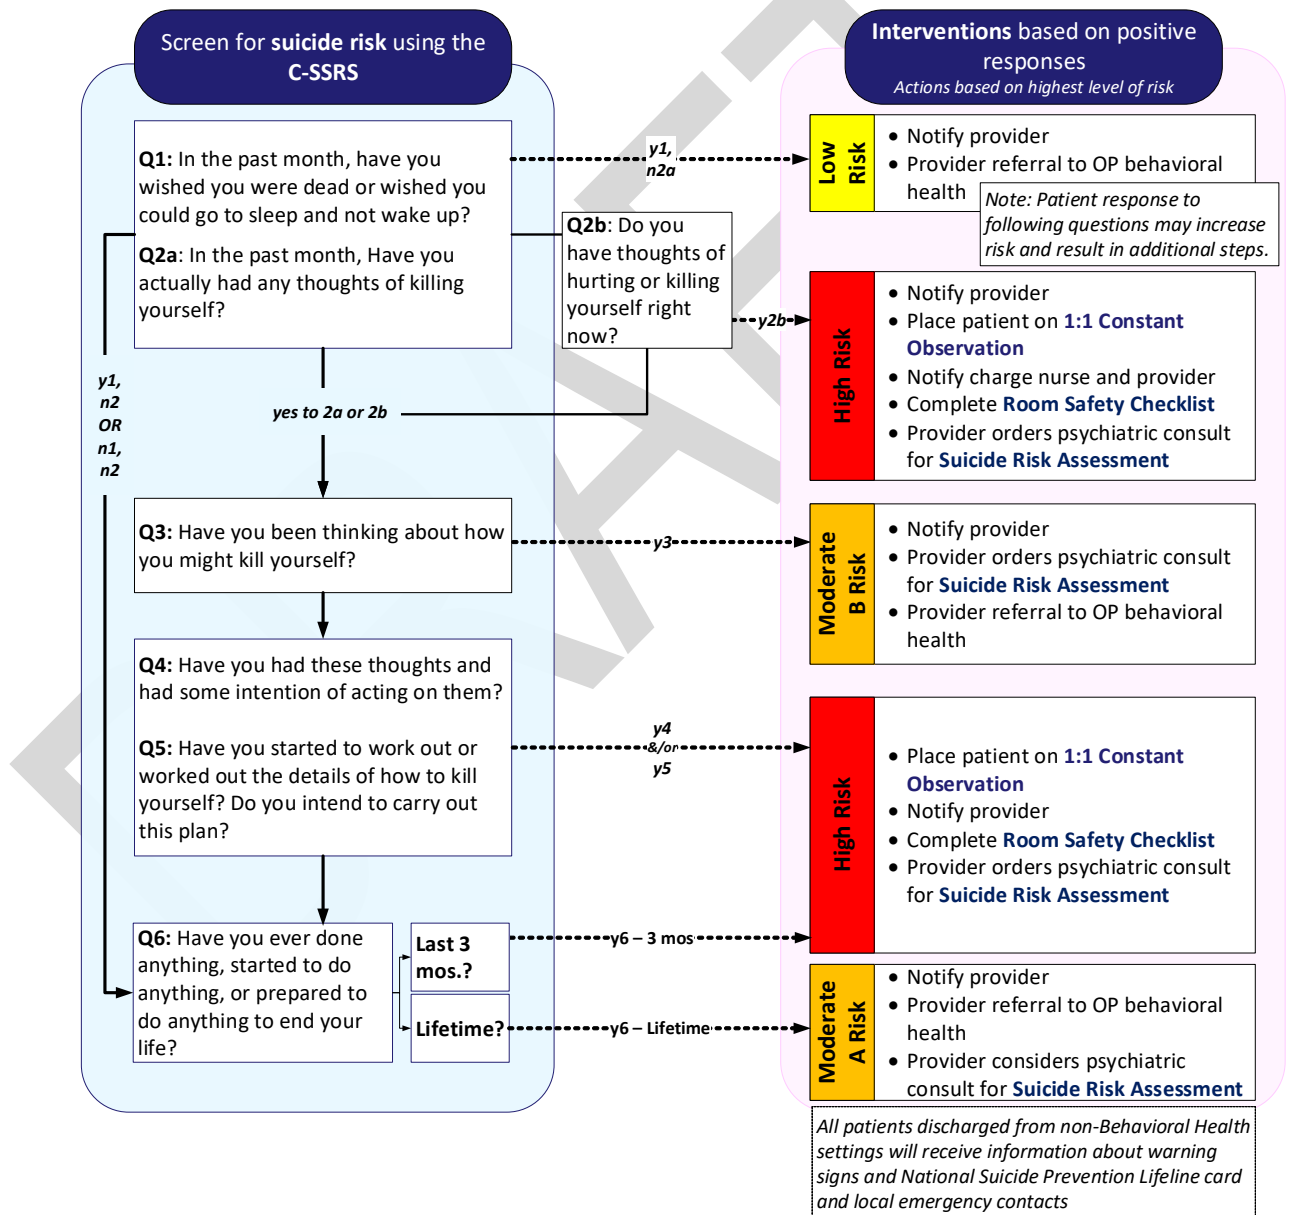 Screen for suicide risk using the
C-SSRS
Interventions based on positive
responses
Actions based on highest level of risk
Q1: In the past month, have you
wished you were dead or wished you
could go to sleep and not wake up?
Q2a: In the past month, Have you
actually had any thoughts of killing
yourself?
y1,
n2a
Low
Risk
• Notify provider
• Provider referral to OP behavioral
health
Note: Patient response to
following questions may increase
risk and result in additional steps.
Q2b: Do you
have thoughts of
hurting or killing
yourself right
now?
y2b
High Risk
• Notify provider
• Place patient on 1:1 Constant
Observation
• Notify charge nurse and provider
• Complete Room Safety Checklist
• Provider orders psychiatric consult
for Suicide Risk Assessment
y1,
n2
OR
n1,
n2
yes to 2a or 2b
Q3: Have you been thinking about how
you might kill yourself?
y3
Moderate
B Risk
• Notify provider
• Provider orders psychiatric consult
for Suicide Risk Assessment
• Provider referral to OP behavioral
health
Q4: Have you had these thoughts and
had some intention of acting on them?
Q5: Have you started to work out or
worked out the details of how to kill
yourself? Do you intend to carry out
this plan?
y4
&/or
y5
High Risk
• Place patient on 1:1 Constant
Observation
• Notify provider
• Complete Room Safety Checklist
• Provider orders psychiatric consult
for Suicide Risk Assessment
Q6: Have you ever done
anything, started to do
anything, or prepared to
do anything to end your
life?
Last 3
mos.?
y6 – 3 mos
Lifetime?
y6 – Lifetime
Moderate
A Risk
• Notify provider
• Provider referral to OP behavioral
health
• Provider considers psychiatric
consult for Suicide Risk Assessment
All patients discharged from non-Behavioral Health
settings will receive information about warning
signs and National Suicide Prevention Lifeline card
and local emergency contacts
DRAFT